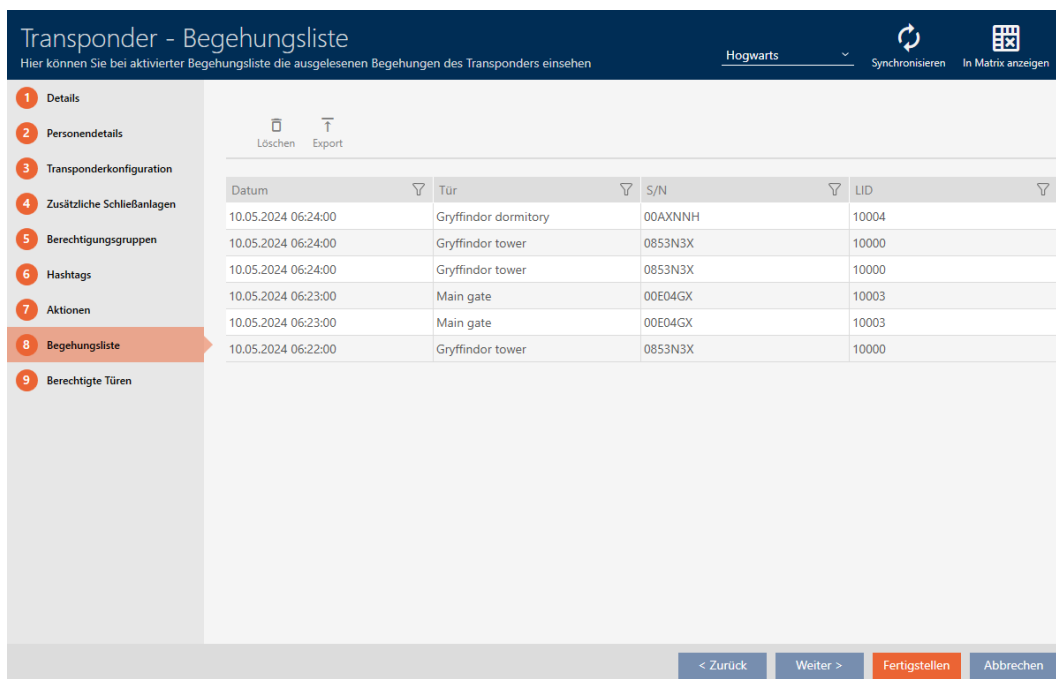 Transponder - Begehungsliste
Hier können Sie bei aktivierter Begehungsliste die ausgelesenen Begehungen des Transponders einsehen
Hogwarts
Synchronisieren
In Matrix anzeigen
1 Details
2 Personendetails
3 Transponderkonfiguration
4 Zusätzliche Schließanlagen
5 Berechtigungsgruppen
6 Hashtags
7 Aktionen
8 Begehungsliste
9 Berechtigte Türen
Löschen Export
Datum Tür S/N LID
10.05.2024 06:24:00 Gryffindor dormitory 00AXNNH 10004
10.05.2024 06:24:00 Gryffindor tower 0853N3X 10000
10.05.2024 06:24:00 Gryffindor tower 0853N3X 10000
10.05.2024 06:23:00 Main gate 00E04GX 10003
10.05.2024 06:23:00 Main gate 00E04GX 10003
10.05.2024 06:22:00 Gryffindor tower 0853N3X 10000
< Zurück Weiter > Fertigstellen Abbrechen